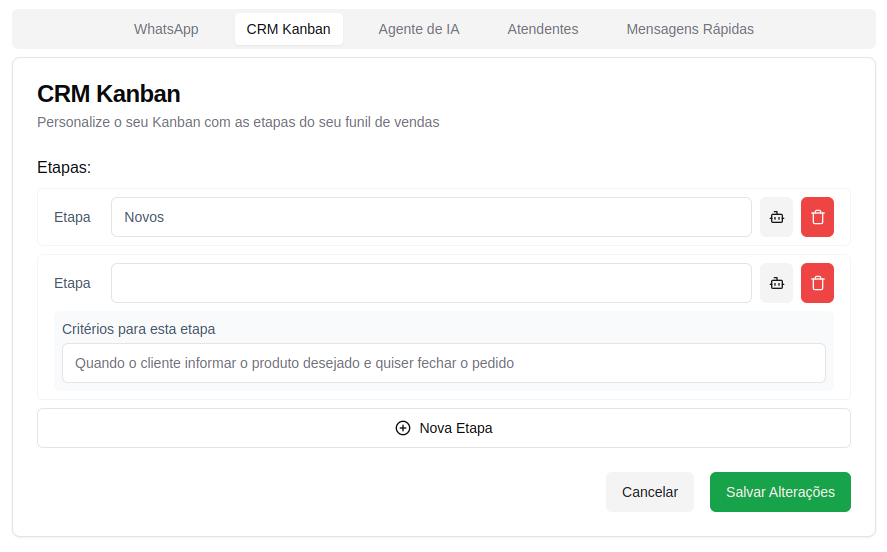 WhatsApp CRM Kanban Agente de IA Atendentes Mensagens Rápidas
CRM Kanban
Personalize o seu Kanban com as etapas do seu funil de vendas
Etapas:
Etapa Novos
Etapa
Critérios para esta etapa
Quando o cliente informar o produto desejado e quiser fechar o pedido
Nova Etapa
Cancelar Salvar Alterações